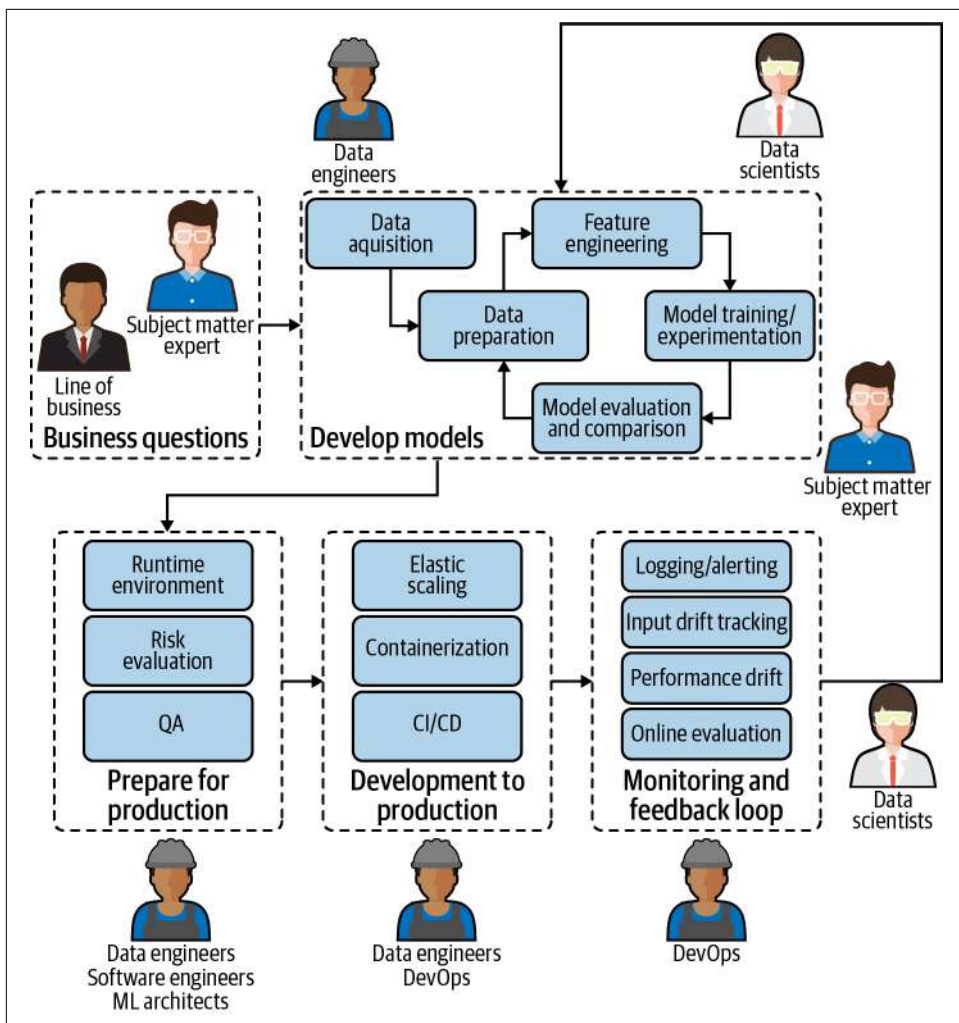 Data
engineers
Data
scientists
Subject matter
expert
Line of
business
Business questions
Data
aquisition
Feature
engineering
Data
preparation
Model training/
experimentation
Model evaluation
and comparison
Develop models
Subject matter
expert
Runtime
environment
Risk
evaluation
QA
Prepare for
production
Elastic
scaling
Containerization
CI/CD
Development to
production
Logging/alerting
Input drift tracking
Performance drift
Online evaluation
Monitoring and
feedback loop
Data
scientists
Data engineers
Software engineers
ML architects
Data engineers
DevOps
DevOps